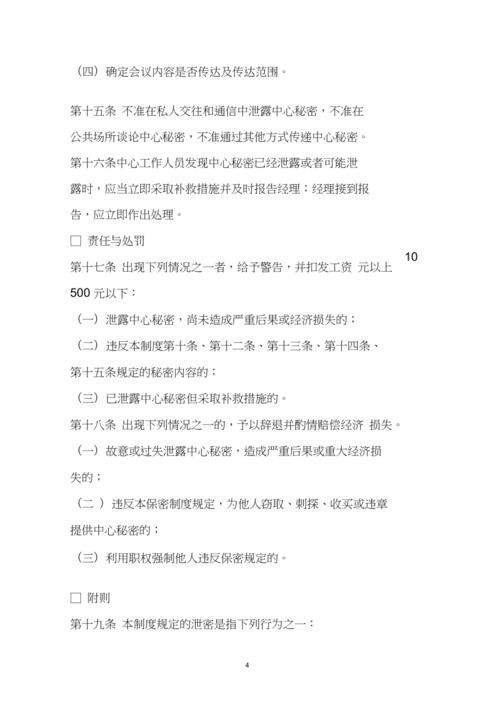 （四）确定会议内容是否传达及传达范围。
第十五条 不准在私人交往和通信中泄露中心秘密，不准在
公共场所谈论中心秘密，不准通过其他方式传递中心秘密。
第十六条中心工作人员发现中心秘密已经泄露或者可能泄
露时，应当立即采取补救措施并及时报告经理；经理接到报
告，应立即作出处理。
□ 责任与处罚
第十七条 出现下列情况之一者，给予警告，并扣发工资 元以上 10
500 元以下：
（一）泄露中心秘密，尚未造成严重后果或经济损失的；
（二）违反本制度第十条、第十二条、第十三条、第十四条、
第十五条规定的秘密内容的；
（三）已泄露中心秘密但采取补救措施的。
第十八条 出现下列情况之一的，予以辞退并酌情赔偿经济 损失。
（一）故意或过失泄露中心秘密，造成严重后果或重大经济损
失的；
（二 ）违反本保密制度规定，为他人窃取、刺探、收买或违章
提供中心秘密的；
（三）利用职权强制他人违反保密规定的。
□ 附则
第十九条 本制度规定的泄密是指下列行为之一：
4